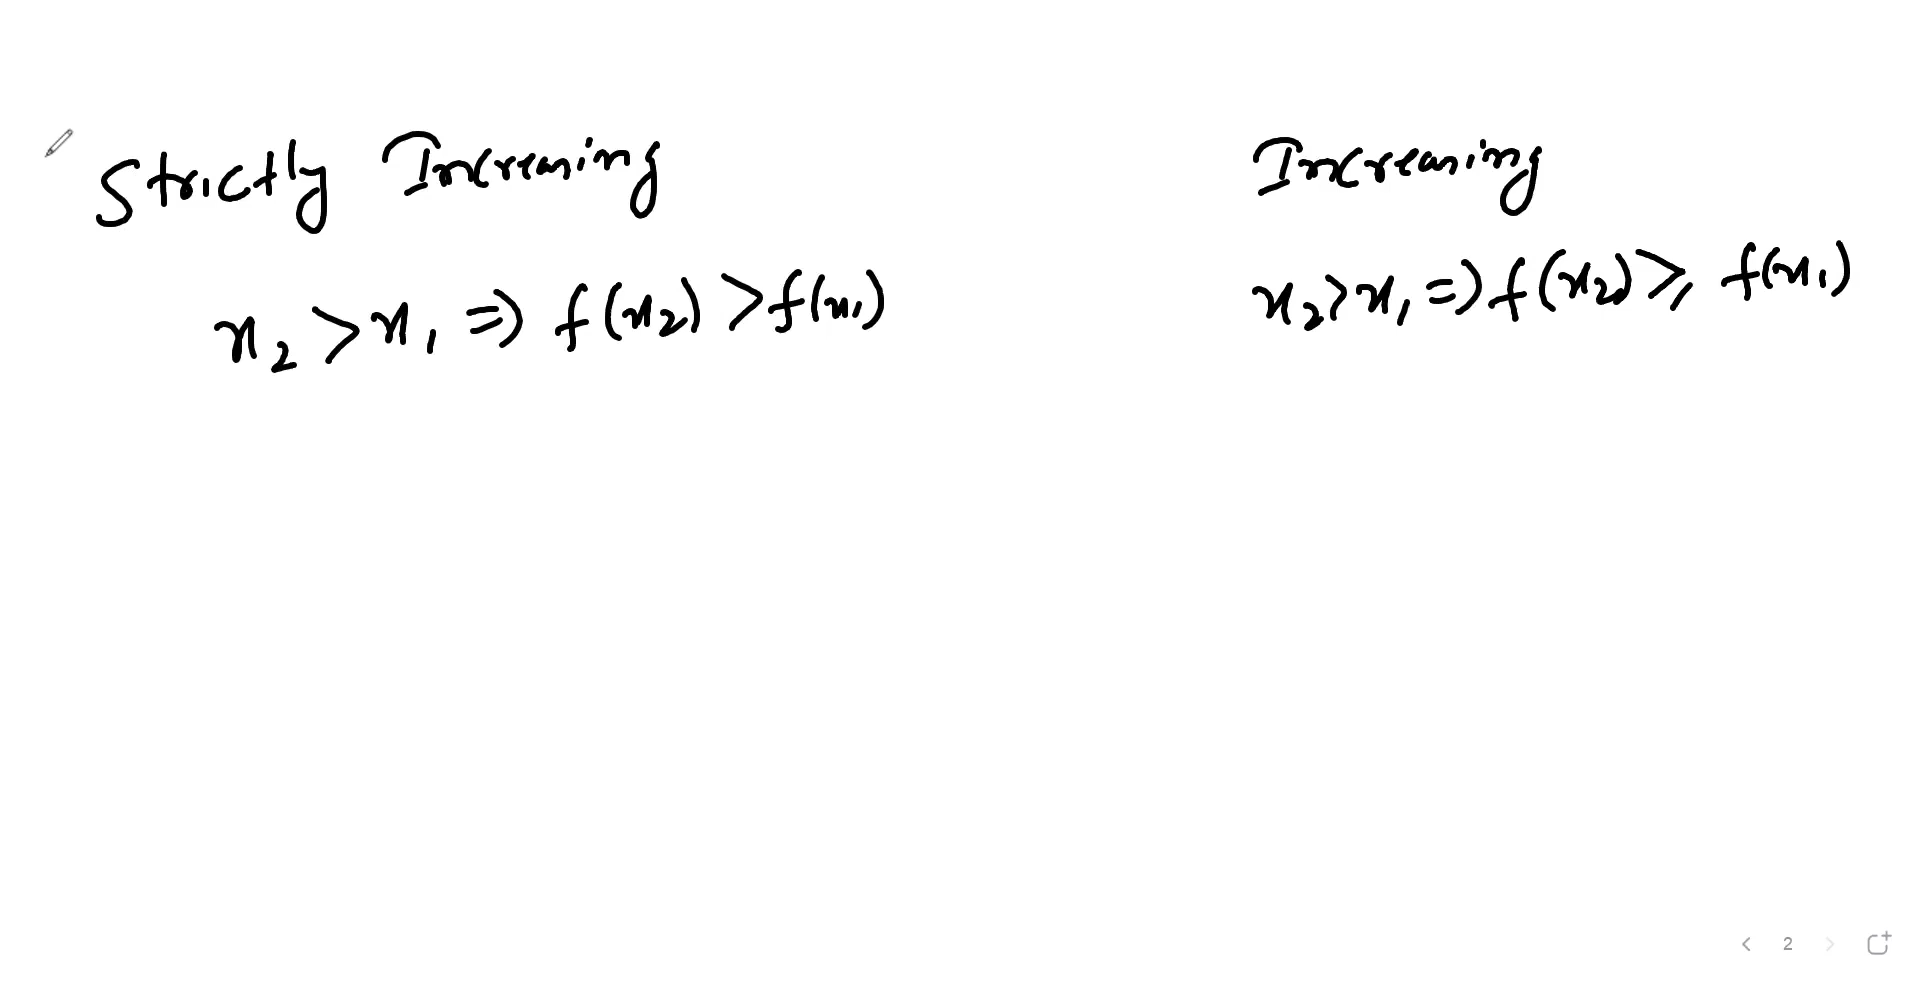 Strictly Increasing
x₂ > x₁ ⇒ f(x₂) > f(x₁)
Increasing
x₂ > x₁ ⇒ f(x₂) ⩾ f(x₁)
2